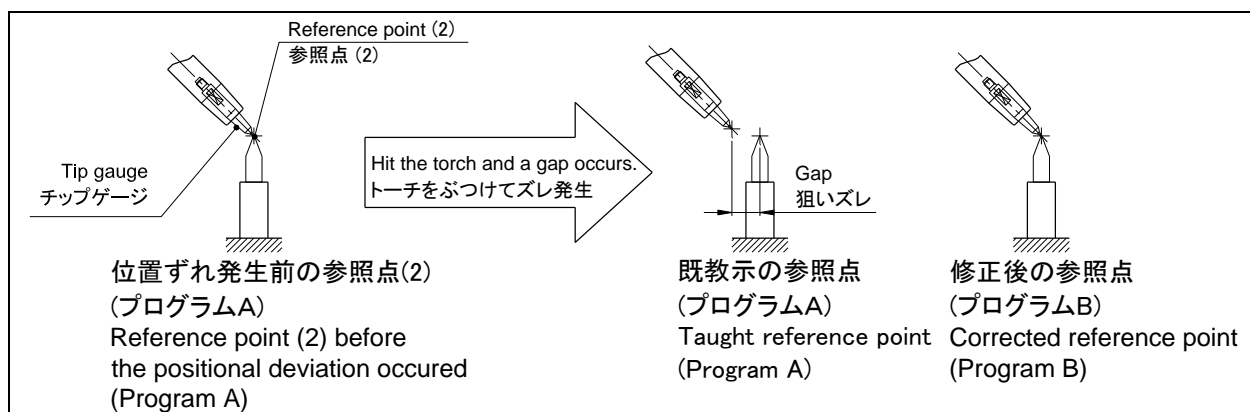 Reference point (2)
参照点 (2)
Tip gauge
チップゲージ
Hit the torch and a gap occurs.
トーチをぶつけてズレ発生
Gap
狙いズレ
位置ずれ発生前の参照点(2)
(プログラムA)
Reference point (2) before
the positional deviation occured
(Program A)
既教示の参照点
(プログラムA)
Taught reference point
(Program A)
修正後の参照点
(プログラムB)
Corrected reference point
(Program B)